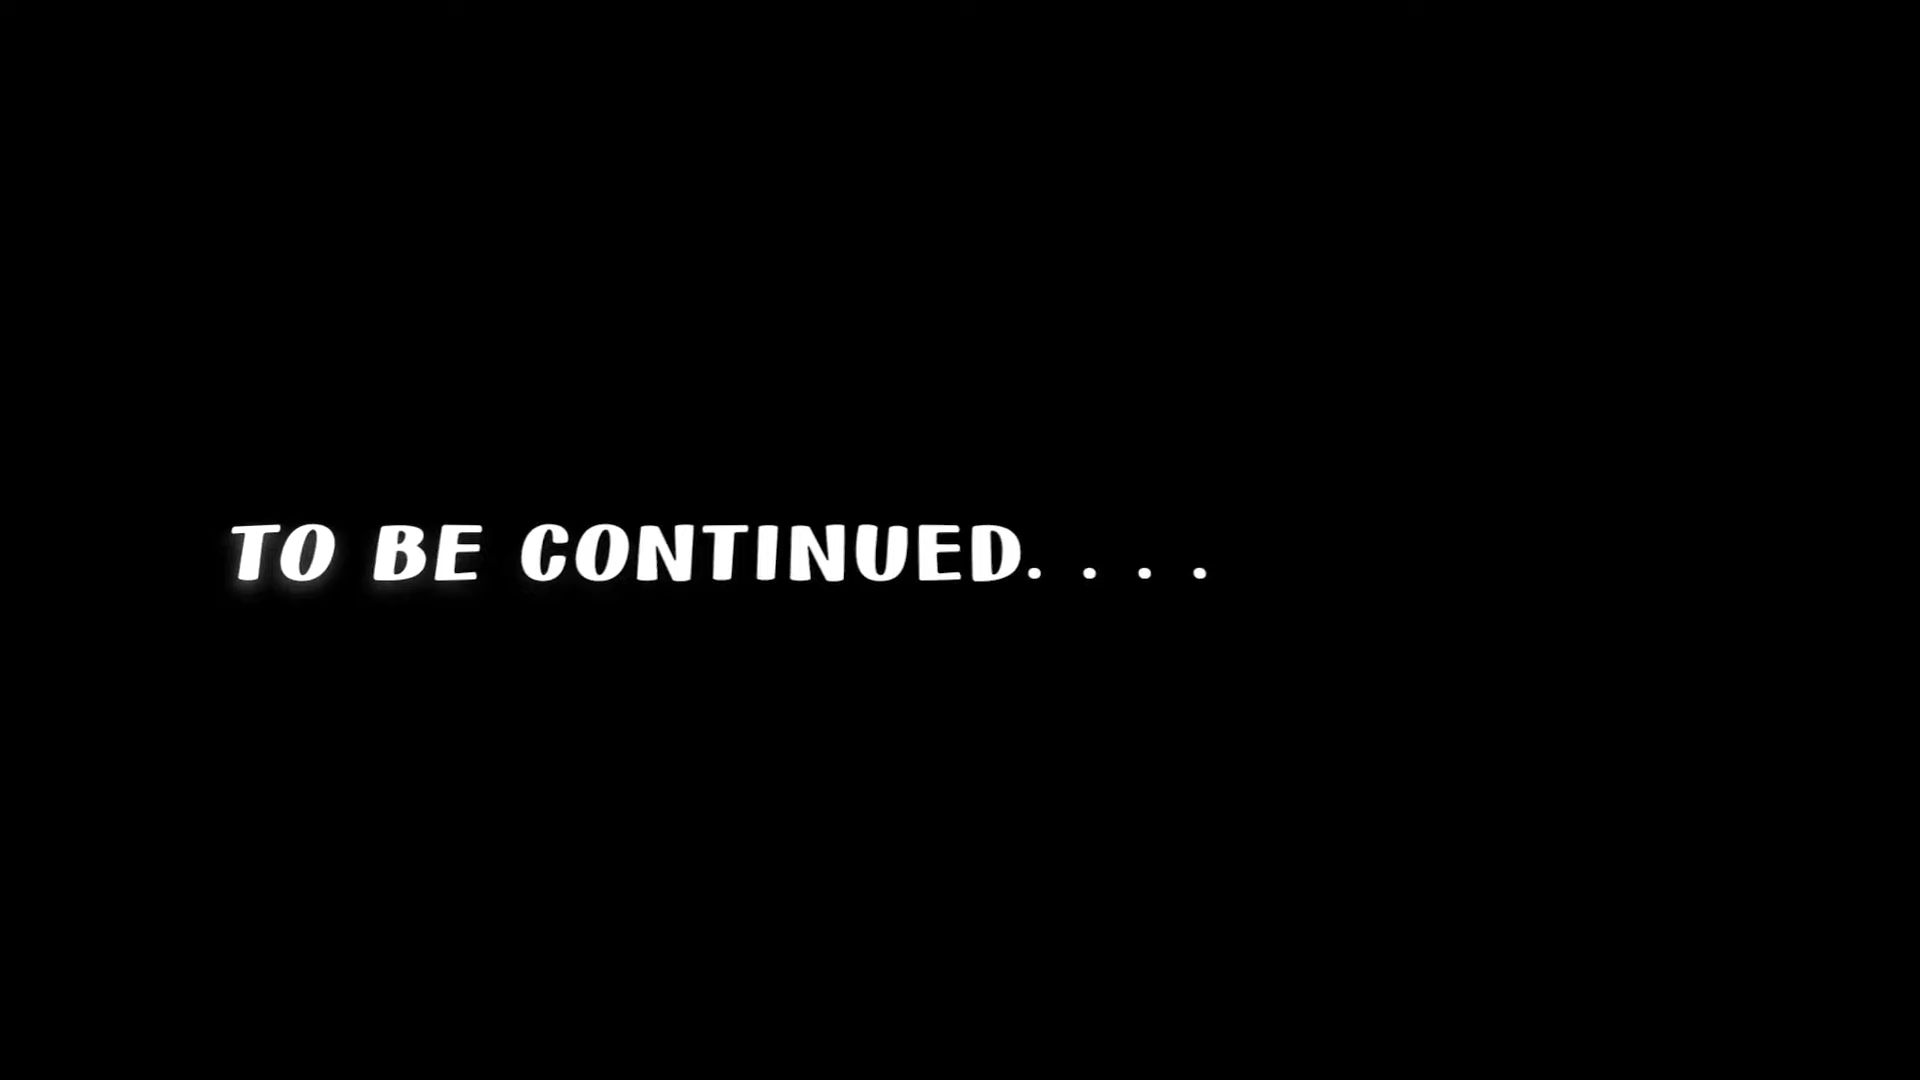 TO BE CONTINUED. . . .